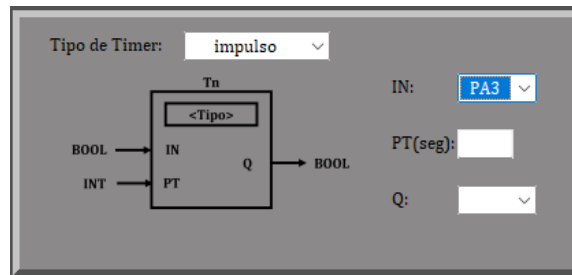 Tipo de Timer: impulso
Tn
<Tipo>
BOOL IN
Q BOOL
INT PT
IN: PA3
PT(seg):
Q: